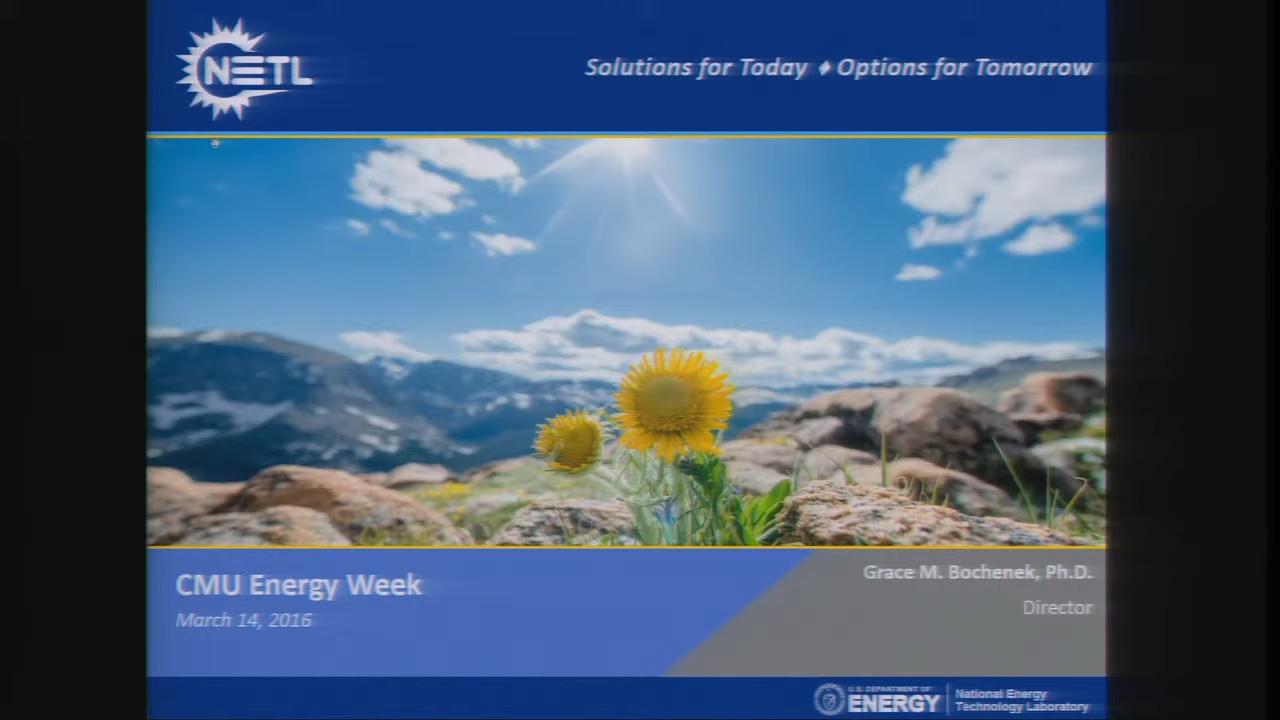 NETL
Solutions for Today ♦ Options for Tomorrow
CMU Energy Week
March 14, 2016
Grace M. Bochenek, Ph.D.
Director
U.S. DEPARTMENT OF
ENERGY
National Energy
Technology Laboratory